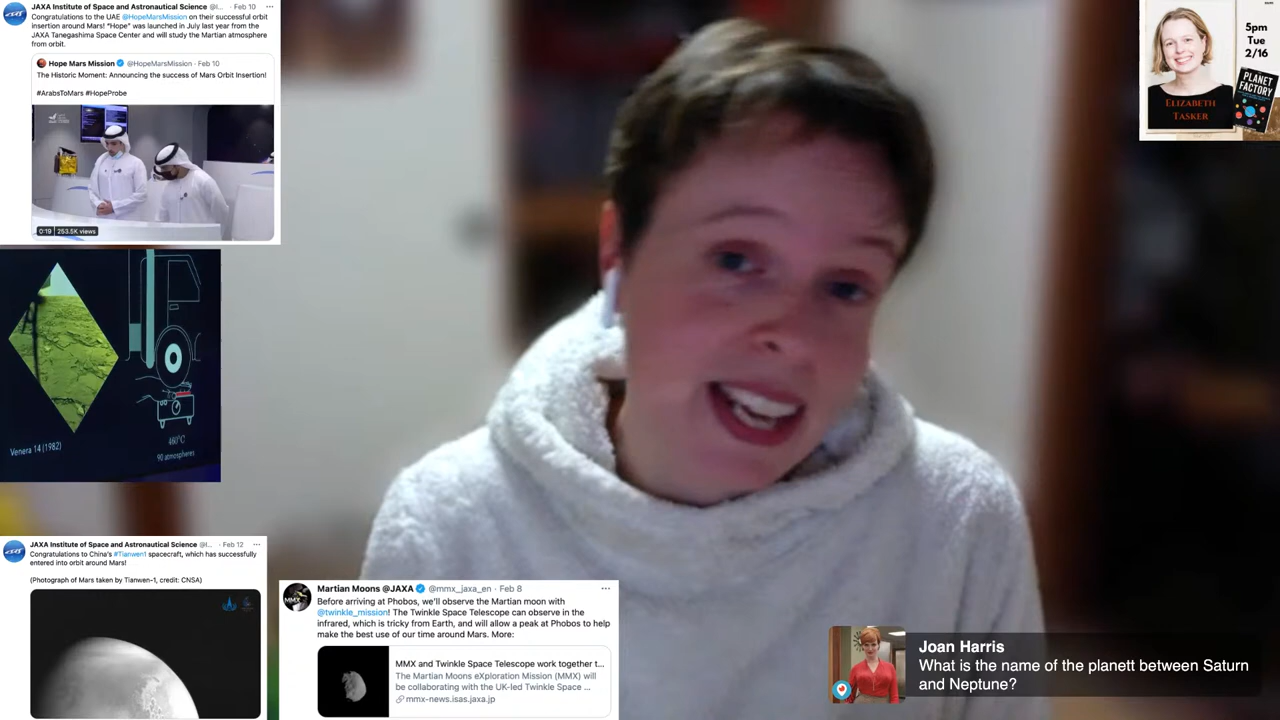 JAXA Institute of Space and Astronautical Science @I... · Feb 10
Congratulations to the UAE @HopeMarsMission on their successful orbit
insertion around Mars! "Hope" was launched in July last year from the
JAXA Tanegashima Space Center and will study the Martian atmosphere
from orbit.
Hope Mars Mission @HopeMarsMission · Feb 10
The Historic Moment: Announcing the success of Mars Orbit Insertion!
#ArabsToMars #HopeProbe
0:19 253.5K views
5pm
Tue
2/16
PLANET
FACTORY
ELIZABETH
TASKER
Venera 14 (1982)
460°C
90 atmospheres
JAXA Institute of Space and Astronautical Science @I... · Feb 12
Congratulations to China's #Tianwen1 spacecraft, which has successfully
entered into orbit around Mars!
(Photograph of Mars taken by Tianwen-1, credit: CNSA)
Martian Moons @JAXA @mmx_jaxa_en · Feb 8
Before arriving at Phobos, we'll observe the Martian moon with
@twinkle_mission! The Twinkle Space Telescope can observe in the
infrared, which is tricky from Earth, and will allow a peak at Phobos to help
make the best use of our time around Mars. More:
MMX
MMX and Twinkle Space Telescope work together t...
The Martian Moons eXploration Mission (MMX) will
be collaborating with the UK-led Twinkle Space ...
mmx-news.isas.jaxa.jp
Joan Harris
What is the name of the planett between Saturn
and Neptune?